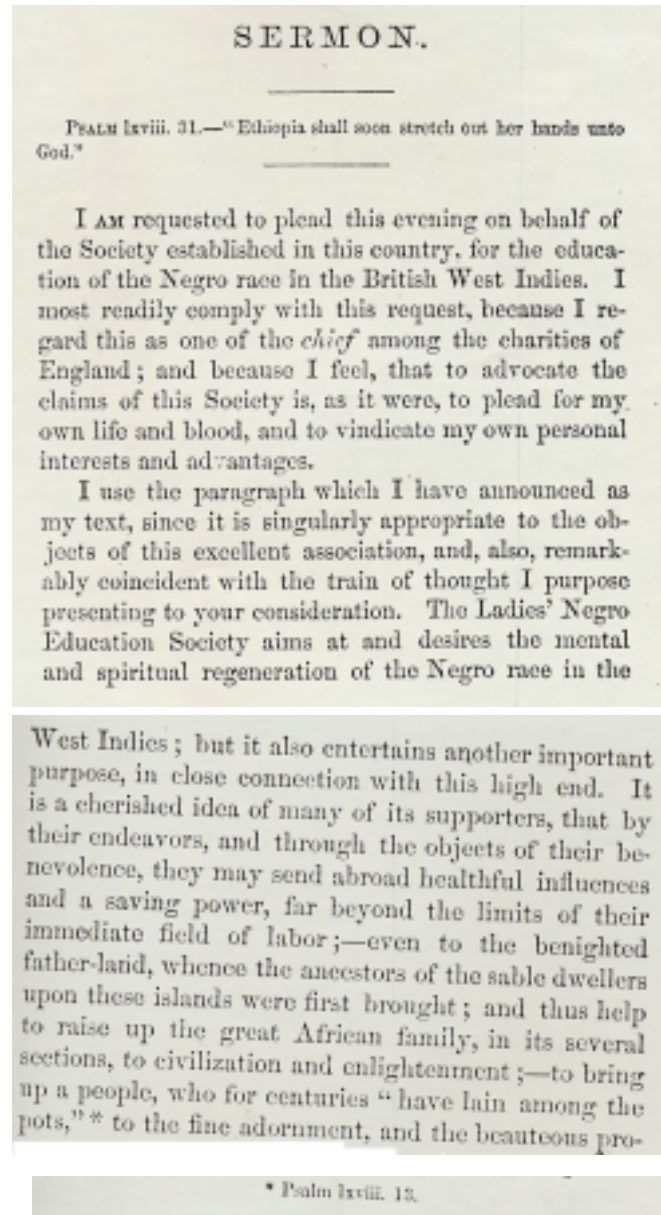 SERMON.
PSALM lxviii. 31.—"Ethiopia shall soon stretch out her hands unto
God."
I AM requested to plead this evening on behalf of
the Society established in this country, for the educa-
tion of the Negro race in the British West Indies. I
most readily comply with this request, because I re-
gard this as one of the chief among the charities of
England; and because I feel, that to advocate the
claims of this Society is, as it were, to plead for my
own life and blood, and to vindicate my own personal
interests and advantages.
I use the paragraph which I have announced as
my text, since it is singularly appropriate to the ob-
jects of this excellent association, and, also, remark-
ably coincident with the train of thought I purpose
presenting to your consideration. The Ladies' Negro
Education Society aims at and desires the mental
and spiritual regeneration of the Negro race in the
West Indies; but it also entertains another important
purpose, in close connection with this high end. It
is a cherished idea of many of its supporters, that by
their endeavors, and through the objects of their be-
nevolence, they may send abroad healthful influences
and a saving power, far beyond the limits of their
immediate field of labor;—even to the benighted
father-land, whence the ancestors of the sable dwellers
upon these islands were first brought; and thus help
to raise up the great African family, in its several
sections, to civilization and enlightenment;—to bring
up a people, who for centuries "have lain among the
pots,"* to the fine adornment, and the beauteous pro-
* Psalm lxviii. 13.